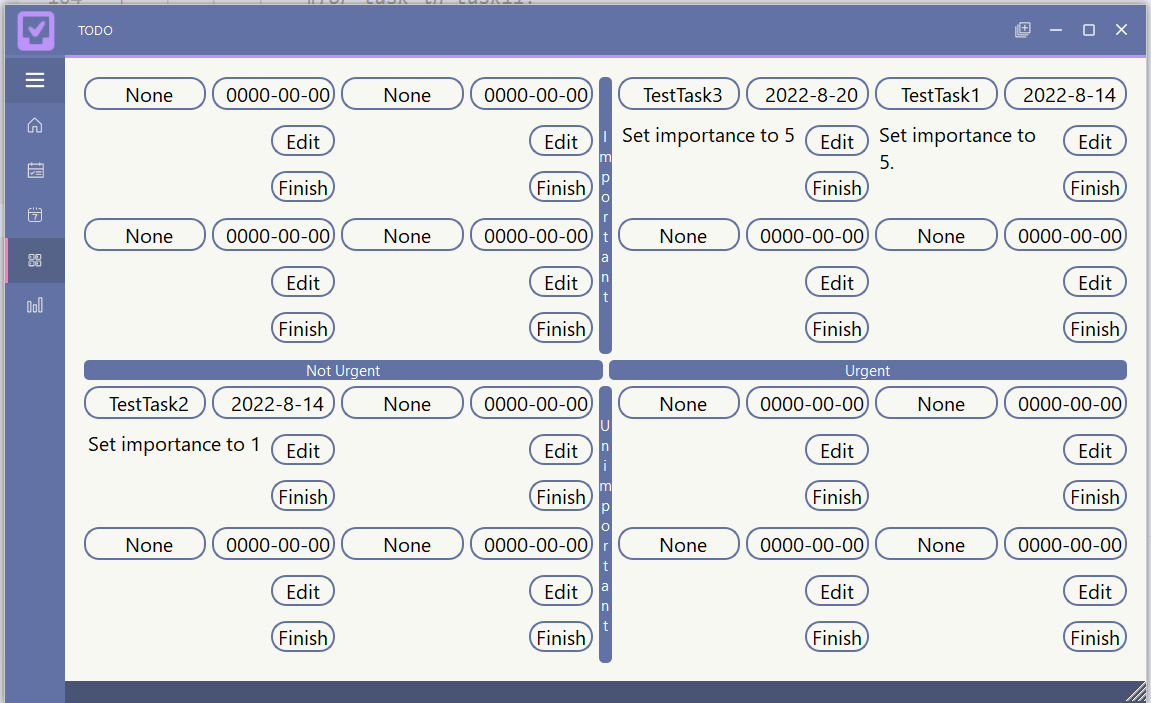 TODO
None 0000-00-00 None 0000-00-00 TestTask3 2022-8-20 TestTask1 2022-8-14
Edit Edit Set importance to 5 Edit Set importance to Edit
5.
Finish Finish Finish Finish
Important
None 0000-00-00 None 0000-00-00 None 0000-00-00 None 0000-00-00
Edit Edit Edit Edit
Finish Finish Finish Finish
Not Urgent Urgent
TestTask2 2022-8-14 None 0000-00-00 None 0000-00-00 None 0000-00-00
Set importance to 1 Edit Edit Edit Edit
Finish Finish Finish Finish
Unimportant
None 0000-00-00 None 0000-00-00 None 0000-00-00 None 0000-00-00
Edit Edit Edit Edit
Finish Finish Finish Finish